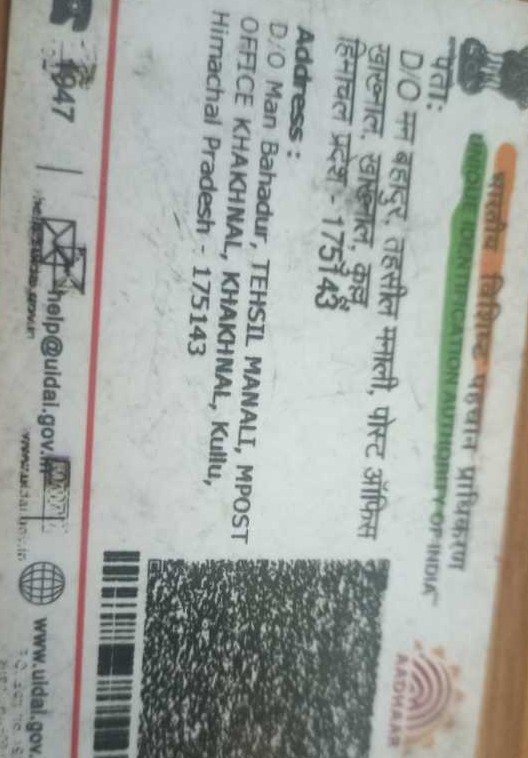 भारतीय विशिष्ट पहचान प्राधिकरण
UNIQUE IDENTIFICATION AUTHORITY OF INDIA
AADHAAR
पता:
D/O मन बहादुर, तहसील मनाली, पोस्ट ऑफिस
खाखनाल, खाखनाल, कुल्लू,
हिमाचल प्रदेश - 175143
Address :
D/O Man Bahadur, TEHSIL MANALI, MPOST
OFFICE KHAKHNAL, KHAKHNAL, Kullu,
Himachal Pradesh - 175143
1947
help@uidai.gov.in
www.uidai.gov.